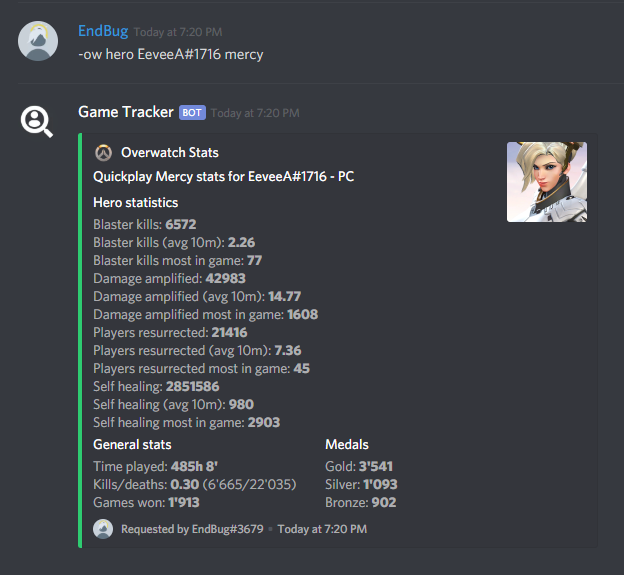 EndBug Today at 7:20 PM
-ow hero EeveeA#1716 mercy
Game Tracker BOT Today at 7:20 PM
Overwatch Stats
Quickplay Mercy stats for EeveeA#1716 - PC
Hero statistics
Blaster kills: 6572
Blaster kills (avg 10m): 2.26
Blaster kills most in game: 77
Damage amplified: 42983
Damage amplified (avg 10m): 14.77
Damage amplified most in game: 1608
Players resurrected: 21416
Players resurrected (avg 10m): 7.36
Players resurrected most in game: 45
Self healing: 2851586
Self healing (avg 10m): 980
Self healing most in game: 2903
General stats
Time played: 485h 8'
Kills/deaths: 0.30 (6'665/22'035)
Games won: 1'913
Medals
Gold: 3'541
Silver: 1'093
Bronze: 902
Requested by EndBug#3679 • Today at 7:20 PM